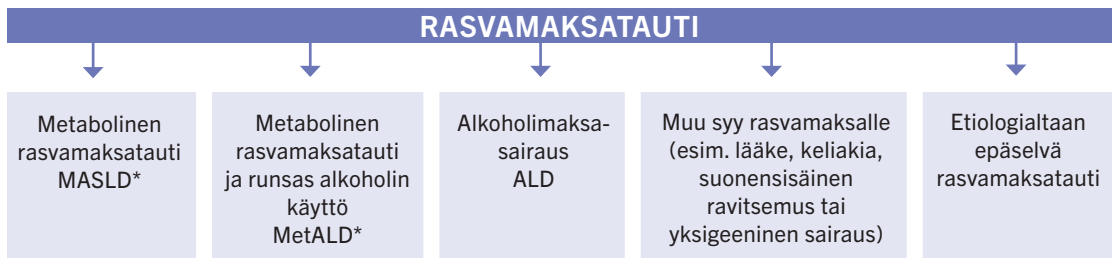 RASVAMAKSATAUTI
Metabolinen
rasvamaksatauti
MASLD*
Metabolinen
rasvamaksatauti
ja runsas alkoholin
käyttö
MetALD*
Alkoholimaksa-
sairaus
ALD
Muu syy rasvamaksalle
(esim. lääke, keliakia,
suonensisäinen
ravitsemus tai
yksigeeninen sairaus)
Etiologialtaan
epäselvä
rasvamaksatauti